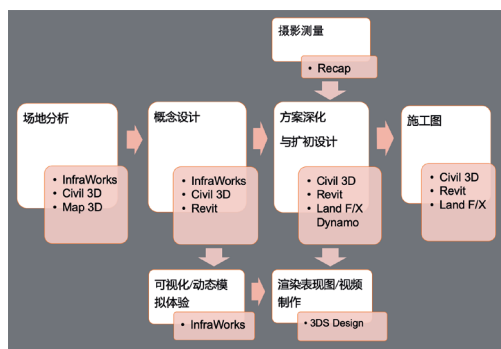 摄影测量
• Recap
场地分析
• InfraWorks
• Civil 3D
• Map 3D
概念设计
• InfraWorks
• Civil 3D
• Revit
方案深化
与扩初设计
• Civil 3D
• Revit
• Land F/X
Dynamo
施工图
• Civil 3D
• Revit
• Land F/X
可视化/动态模
拟体验
• InfraWorks
渲染表现图/视频
制作
• 3DS Design